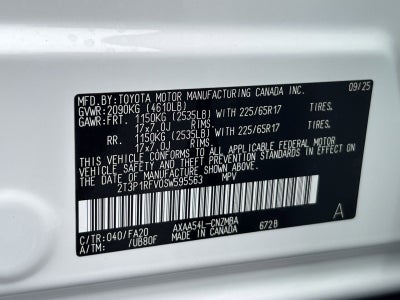 MFD.BY:TOYOTA MOTOR MANUFACTURING CANADA INC. 09/25
GVWR:2090KG (4610LB)
GAWR:FRT. 1150KG (2535LB)WITH 225/65R17 TIRES.
17x7.0J RIMS.
RR. 1150KG (2535LB)WITH 225/65R17 TIRES.
17x7.0J RIMS.
THIS VEHICLE CONFORMS TO ALL APPLICABLE FEDERAL MOTOR
VEHICLE SAFETY AND THEFT PREVENTION STANDARDS IN EFFECT
ON THE DATE OF MANUFACTURE SHOWN ABOVE.
2T3P1RFV0SW595563 MPV
C/TR:040/FA20 AXAA54L-CNZMBA A
A/TM: /UB80F MADE IN CANADA 672B